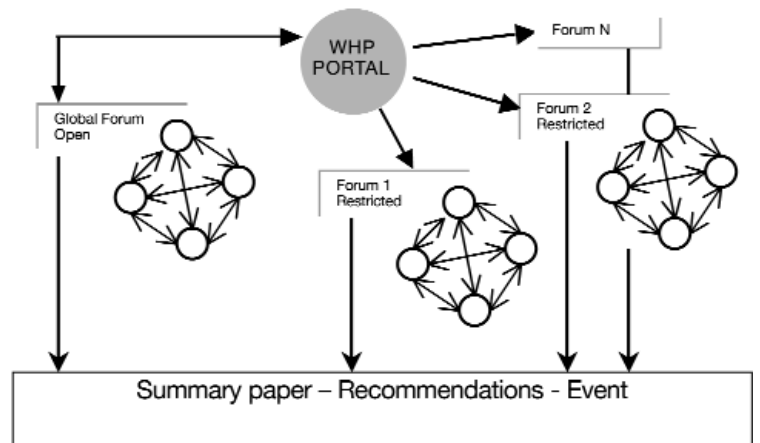 WHP
PORTAL
Forum N
Global Forum
Open
Forum 2
Restricted
Forum 1
Restricted
Summary paper – Recommendations - Event